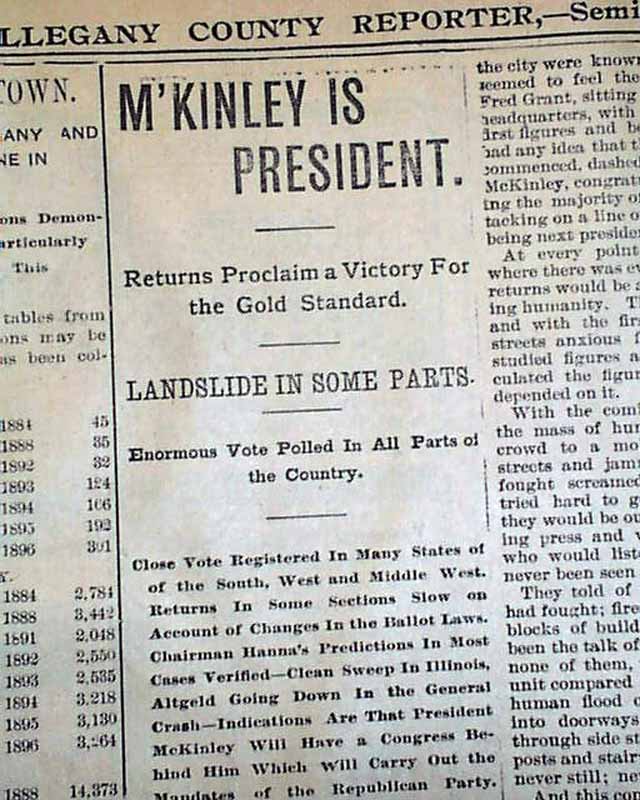 LLEGANY COUNTY REPORTER,—Semi
TOWN.
ANY AND
NE IN
ons Demon-
articularly
This
tables from
ons may be
as been col-
1884 45
1888 35
1892 32
1893 124
1894 106
1895 192
1896 301
Y.
1884 2,784
1888 3,442
1891 2,048
1892 2,550
1893 2,535
1894 3,218
1895 3,130
1896 3,264
1888 14,373
M'KINLEY IS
PRESIDENT.
Returns Proclaim a Victory For
the Gold Standard.
LANDSLIDE IN SOME PARTS.
Enormous Vote Polled In All Parts of
the Country.
Close Vote Registered In Many States of
of the South, West and Middle West.
Returns In Some Sections Slow on
Account of Changes In the Ballot Laws.
Chairman Hanna's Predictions In Most
Cases Verified—Clean Sweep In Illinois,
Altgeld Going Down In the General
Crash—Indications Are That President
McKinley Will Have a Congress Be-
hind Him Which Will Carry Out the
Mandates of the Republican Party.
the city were known
seemed to feel the
Fred Grant, sitting
headquarters, with
first figures and be
had any idea that t
commenced, dashed
McKinley, congratu
ing the majority of
tacking on a line o
being next preside
At every point
where there was ev
returns would be a
ing humanity. T
and with the firs
streets anxious f
studied figures a
culated the figur
depended on it.
With the comi
the mass of hum
crowd to a mo
streets and jam
fought screamed
tried hard to g
they would be ou
ing press and v
who would liste
never been seen
They told of
had fought; fire
blocks of build
been the talk of
none of them,
unit compared
human flood o
into doorways
through side st
posts and stair
never still; ne
And this con